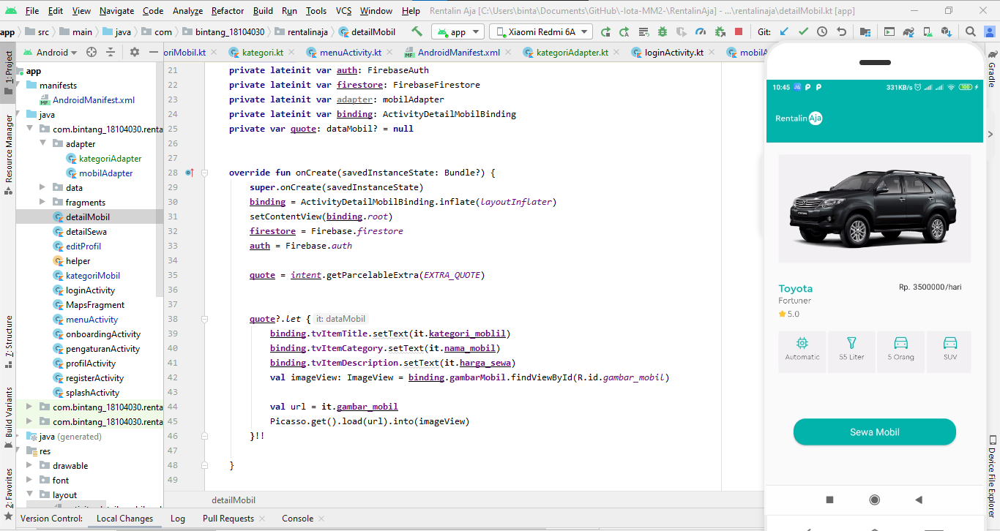 File Edit View Navigate Code Analyze Refactor Build Run Tools VCS Window Help Rentalin Aja [C:\Users\binta\Documents\GitHub\-Iota-MM2-\RentalinAja] - ...\rentalinaja\detailMobil.kt [app]
app src main java com bintang_18104030 rentalinaja detailMobil app Xiaomi Redmi 6A Git:
Android oriMobil.kt kategori.kt menuActivity.kt AndroidManifest.xml kategoriAdapter.kt loginActivity.kt mobilA
1: Project
Resource Manager
7: Structure
Build Variants
2: Favorites
app
manifests
AndroidManifest.xml
java
com.bintang_18104030.renta
adapter
kategoriAdapter
mobilAdapter
data
fragments
detailMobil
detailSewa
editProfil
helper
kategoriMobil
loginActivity
MapsFragment
menuActivity
onboardingActivity
pengaturanActivity
profilActivity
registerActivity
splashActivity
com.bintang_18104030.renta
com.bintang_18104030.renta
java (generated)
res
drawable
font
layout
21 private lateinit var auth: FirebaseAuth
22 private lateinit var firestore: FirebaseFirestore
23 private lateinit var adapter: mobilAdapter
24 private lateinit var binding: ActivityDetailMobilBinding
25 private var quote: dataMobil? = null
26
27
28 override fun onCreate(savedInstanceState: Bundle?) {
29 super.onCreate(savedInstanceState)
30 binding = ActivityDetailMobilBinding.inflate(layoutInflater)
31 setContentView(binding.root)
32 firestore = Firebase.firestore
33 auth = Firebase.auth
34
35 quote = intent.getParcelableExtra(EXTRA_QUOTE)
36
37
38 quote?.let { it: dataMobil
39 binding.tvItemTitle.setText(it.kategori_moblil)
40 binding.tvItemCategory.setText(it.nama_mobil)
41 binding.tvItemDescription.setText(it.harga_sewa)
42 val imageView: ImageView = binding.gambarMobil.findViewById(R.id.gambar_mobil)
43
44 val url = it.gambar_mobil
45 Picasso.get().load(url).into(imageView)
46 }!!
47
48 }
49
detailMobil
Version Control: Local Changes Log Pull Requests Console
10:45 331KB/s 100
Rentalin Aja
Toyota Rp. 3500000/hari
Fortuner
5.0
Automatic 55 Liter 5 Orang SUV
Sewa Mobil
Gradle
Device File Explorer